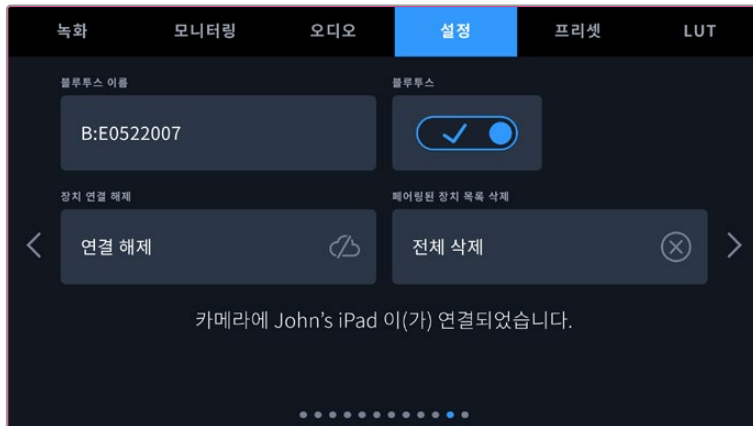 녹화 모니터링 오디오 설정 프리셋 LUT
블루투스 이름 블루투스
B:E0522007
장치 연결 해제 페어링된 장치 목록 삭제
연결 해제 전체 삭제
카메라에 John's iPad 이(가) 연결되었습니다.